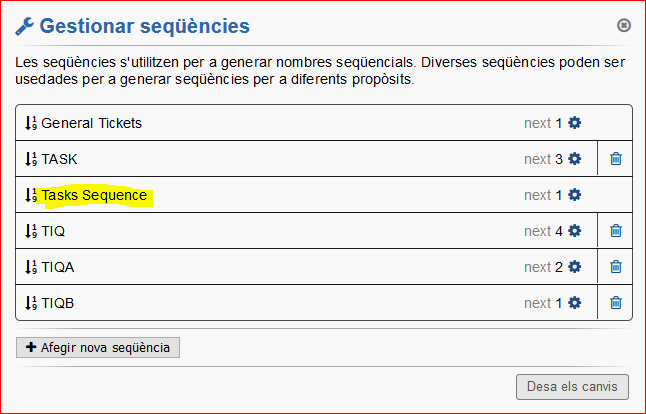 Gestionar seqüències
Les seqüències s'utilitzen per a generar nombres seqüencials. Diverses seqüències poden ser
usedades per a generar seqüències per a diferents propòsits.
General Tickets next 1
TASK next 3
Tasks Sequence next 1
TIQ next 4
TIQA next 2
TIQB next 1
Afegir nova seqüència
Desa els canvis